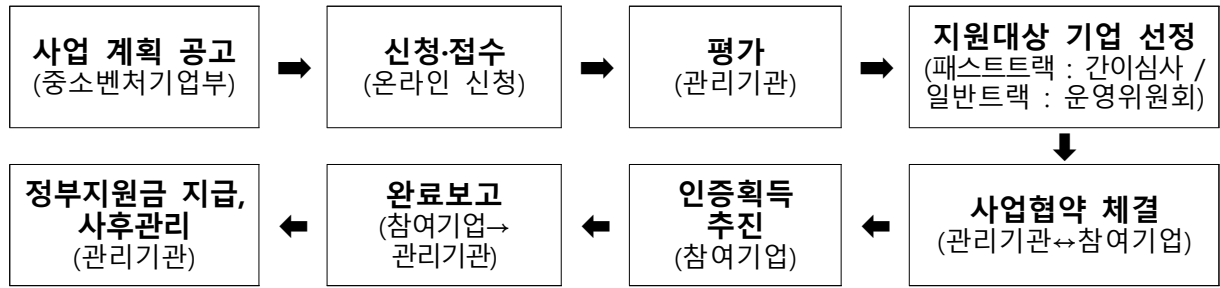 사업 계획 공고
(중소벤처기업부)
신청·접수
(온라인 신청)
평가
(관리기관)
지원대상 기업 선정
(패스트트랙 : 간이심사 /
일반트랙 : 운영위원회)
사업협약 체결
(관리기관↔참여기업)
인증획득
추진
(참여기업)
완료보고
(참여기업→
관리기관)
정부지원금 지급,
사후관리
(관리기관)